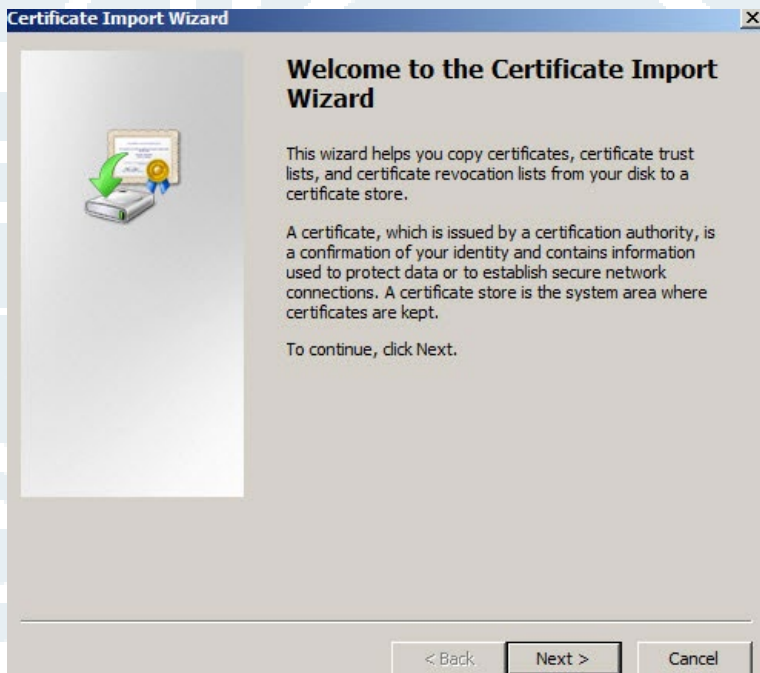 Certificate Import Wizard
Welcome to the Certificate Import
Wizard
This wizard helps you copy certificates, certificate trust
lists, and certificate revocation lists from your disk to a
certificate store.
A certificate, which is issued by a certification authority, is
a confirmation of your identity and contains information
used to protect data or to establish secure network
connections. A certificate store is the system area where
certificates are kept.
To continue, click Next.
< Back Next > Cancel